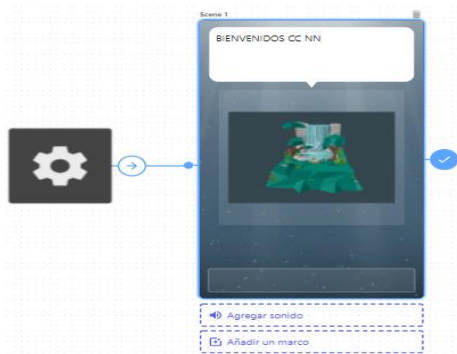 Scene 1
BIENVENIDOS CC NN
Agregar sonido
Añadir un marco